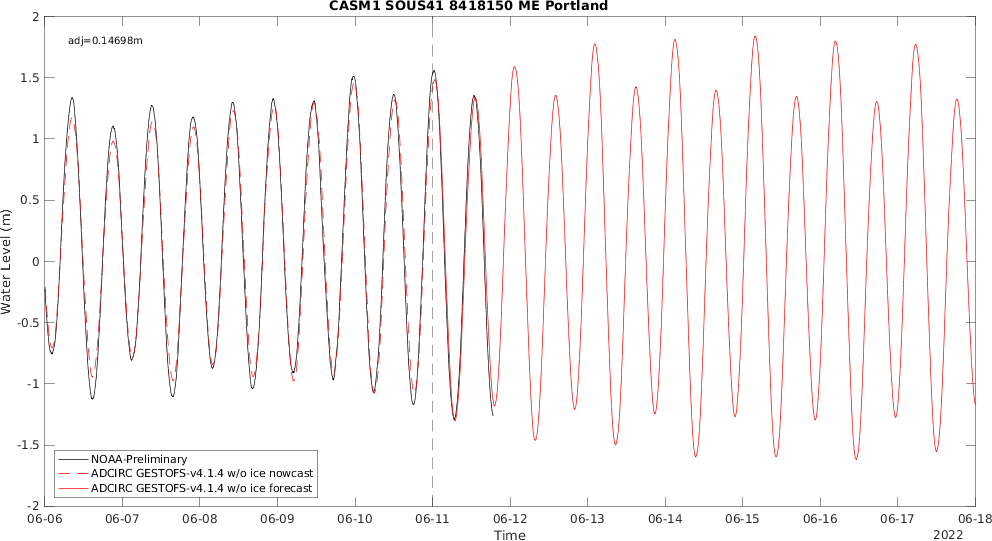 CASM1 SOUS41 8418150 ME Portland
adj=0.14698m
2
1.5
1
0.5
0
-0.5
-1
-1.5
-2
Water Level (m)
NOAA-Preliminary
ADCIRC GESTOFS-v4.1.4 w/o ice nowcast
ADCIRC GESTOFS-v4.1.4 w/o ice forecast
06-06 06-07 06-08 06-09 06-10 06-11 06-12 06-13 06-14 06-15 06-16 06-17 06-18
Time
2022